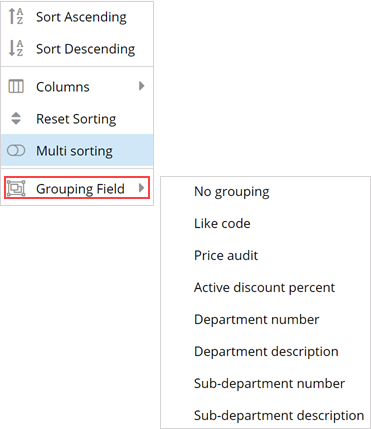 Sort Ascending
Sort Descending
Columns
Reset Sorting
Multi sorting
Grouping Field
No grouping
Like code
Price audit
Active discount percent
Department number
Department description
Sub-department number
Sub-department description